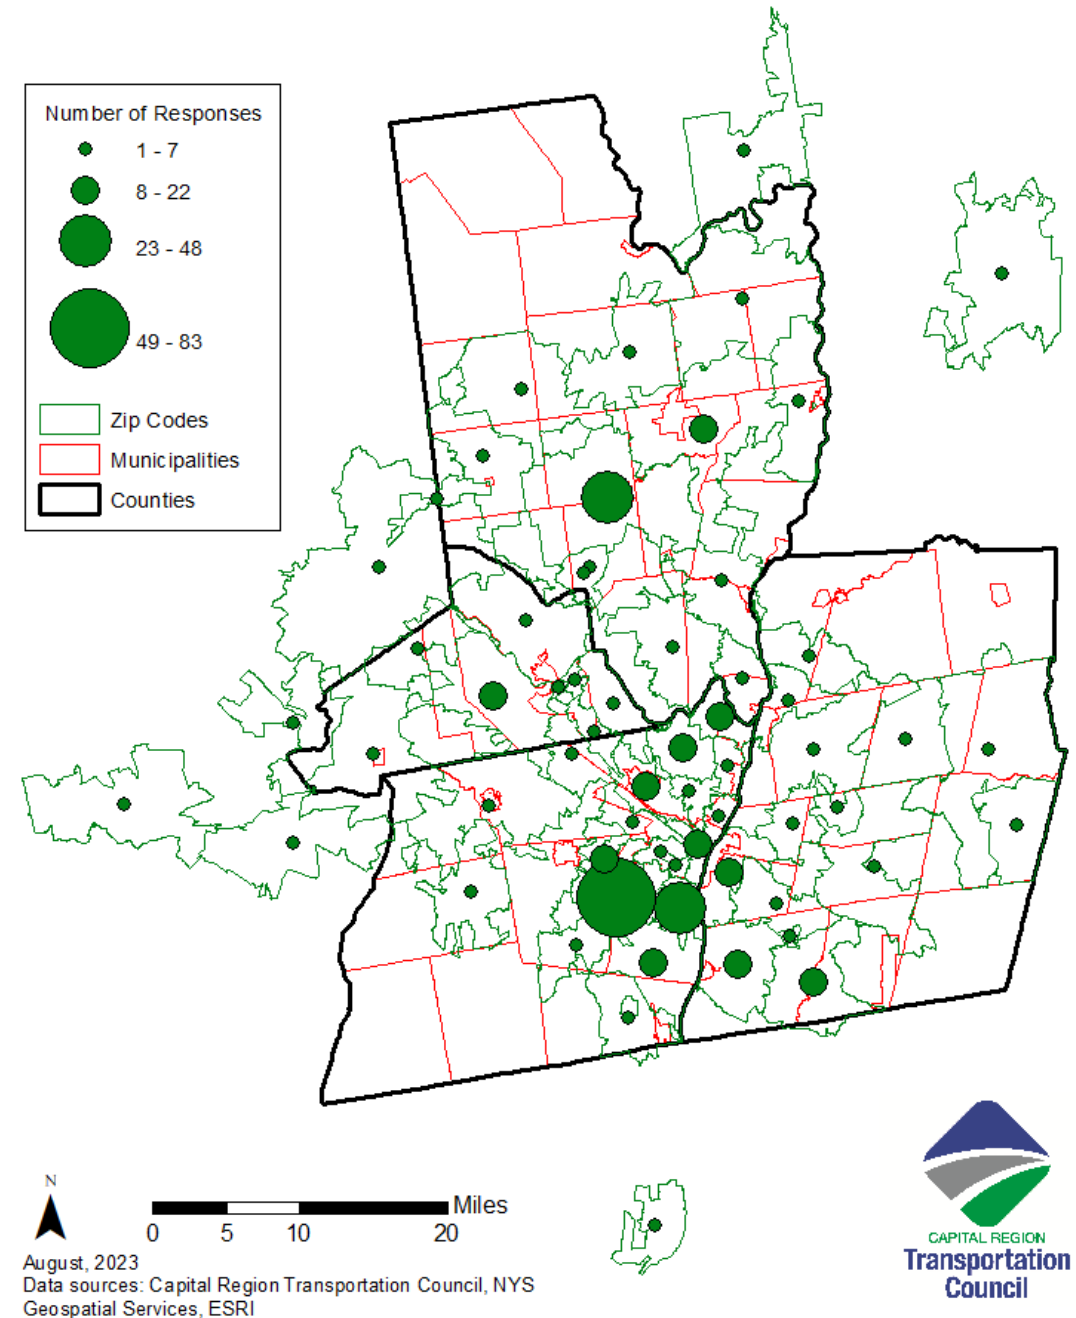 Number of Responses
1 - 7
8 - 22
23 - 48
49 - 83
Zip Codes
Municipalities
Counties
N
Miles
0 5 10 20
August, 2023
Data sources: Capital Region Transportation Council, NYS
Geospatial Services, ESRI
CAPITAL REGION
Transportation
Council